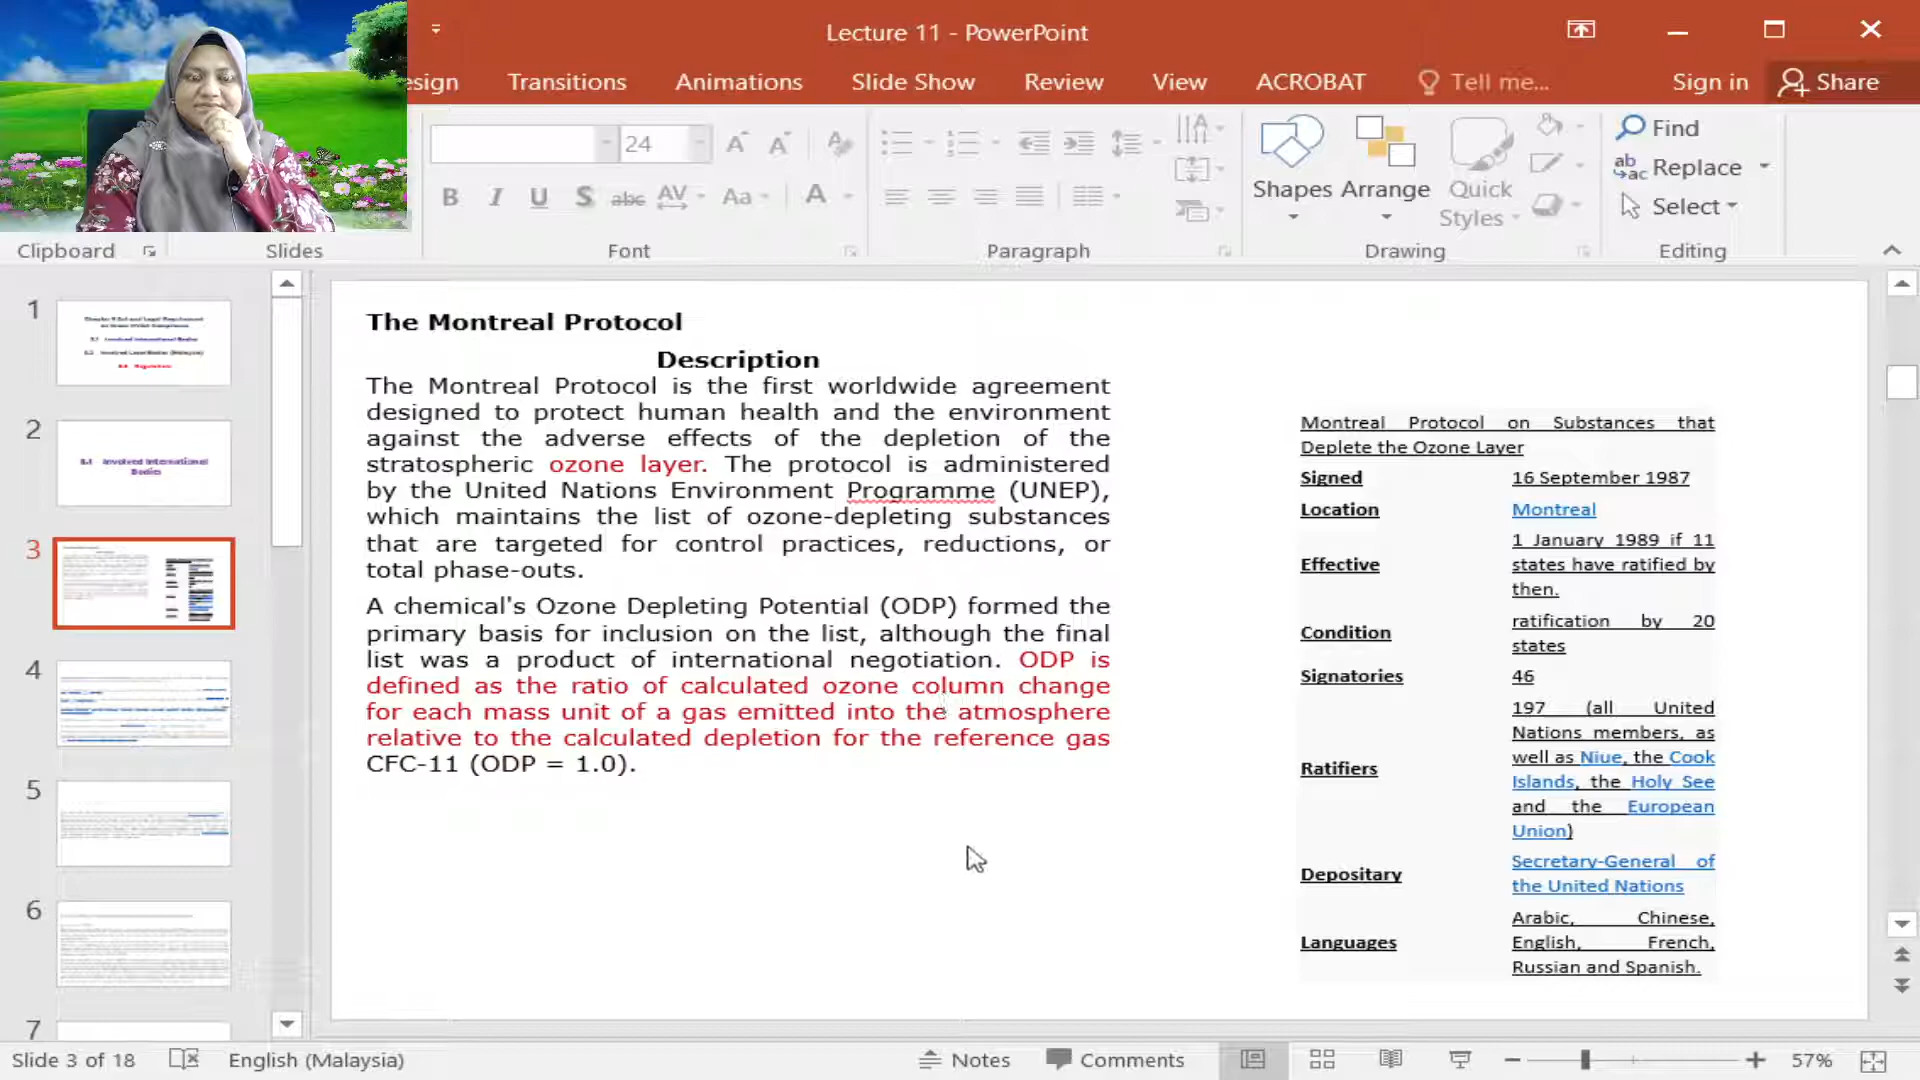 Lecture 11 - PowerPoint
esign
Transitions
Animations
Slide Show
Review
View
ACROBAT
Tell me...
Sign in
Share
24
B I U S abc AV Aa A
Shapes
Arrange
Quick
Styles
Find
Replace
Select
Clipboard
Slides
Font
Paragraph
Drawing
Editing
1
2
3
4
5
6
7
The Montreal Protocol
Description
The Montreal Protocol is the first worldwide agreement
designed to protect human health and the environment
against the adverse effects of the depletion of the
stratospheric ozone layer. The protocol is administered
by the United Nations Environment Programme (UNEP),
which maintains the list of ozone-depleting substances
that are targeted for control practices, reductions, or
total phase-outs.
A chemical's Ozone Depleting Potential (ODP) formed the
primary basis for inclusion on the list, although the final
list was a product of international negotiation. ODP is
defined as the ratio of calculated ozone column change
for each mass unit of a gas emitted into the atmosphere
relative to the calculated depletion for the reference gas
CFC-11 (ODP = 1.0).
Montreal Protocol on Substances that
Deplete the Ozone Layer
Signed 16 September 1987
Location Montreal
Effective 1 January 1989 if 11
states have ratified by
then.
Condition ratification by 20
states
Signatories 46
Ratifiers 197 (all United
Nations members, as
well as Niue, the Cook
Islands, the Holy See
and the European
Union)
Depositary Secretary-General of
the United Nations
Languages Arabic, Chinese,
English, French,
Russian and Spanish.
Slide 3 of 18
English (Malaysia)
Notes
Comments
57%